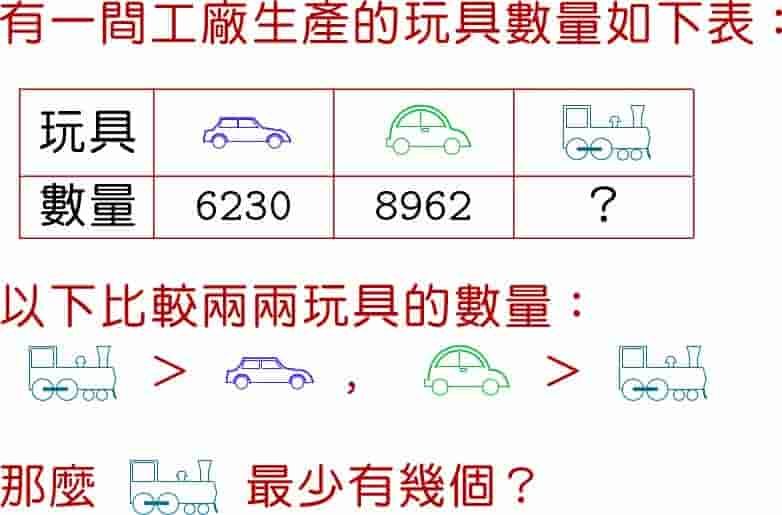 有一間工廠生產的玩具數量如下表：
玩具
數量 6230 8962 ?
以下比較兩兩玩具的數量：
> , >
那麼 最少有幾個？